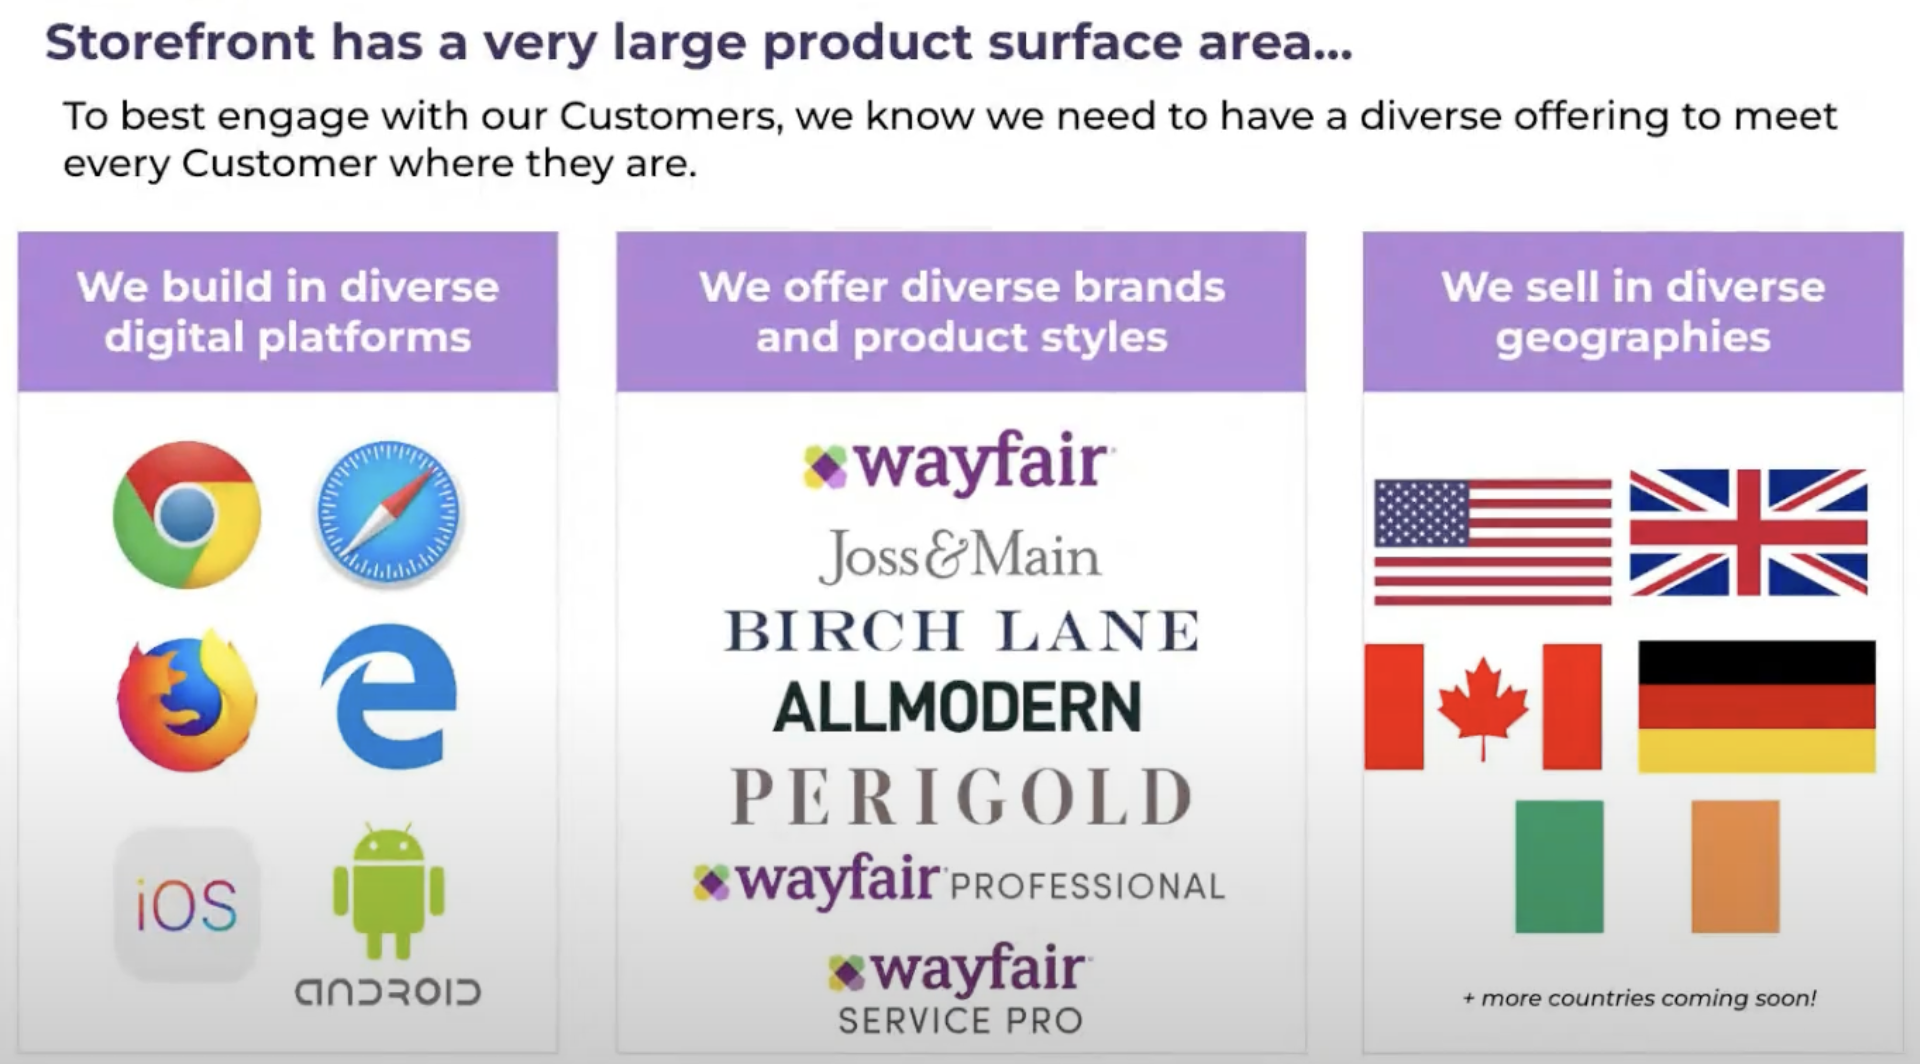 Storefront has a very large product surface area...
To best engage with our Customers, we know we need to have a diverse offering to meet
every Customer where they are.
We build in diverse
digital platforms
iOS
ANDROID
We offer diverse brands
and product styles
wayfair
Joss&Main
BIRCH LANE
ALLMODERN
PERIGOLD
wayfair PROFESSIONAL
wayfair
SERVICE PRO
We sell in diverse
geographies
+ more countries coming soon!